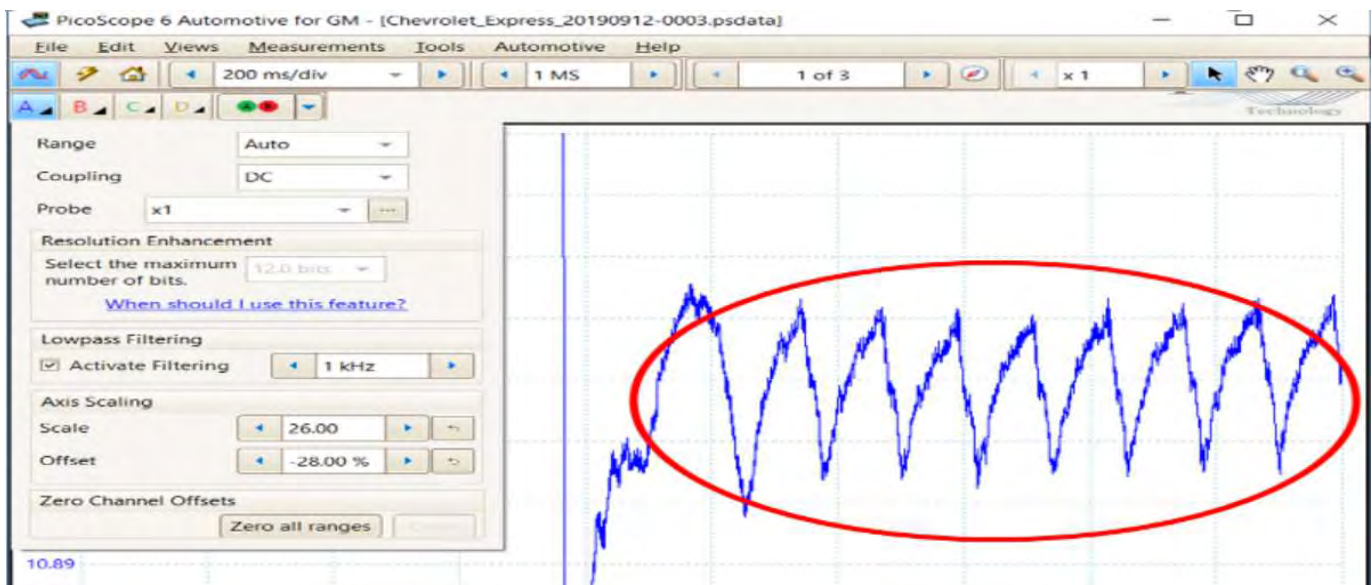 PicoScope 6 Automotive for GM - [Chevrolet_Express_20190912-0003.psdata]
File Edit Views Measurements Tools Automotive Help
200 ms/div 1 MS 1 of 3 x 1
A B C D
Technology
Range Auto
Coupling DC
Probe x1 ...
Resolution Enhancement
Select the maximum number of bits. 12.0 bits
When should I use this feature?
Lowpass Filtering
Activate Filtering 1 kHz
Axis Scaling
Scale 26.00
Offset -28.00 %
Zero Channel Offsets
Zero all ranges
10.89